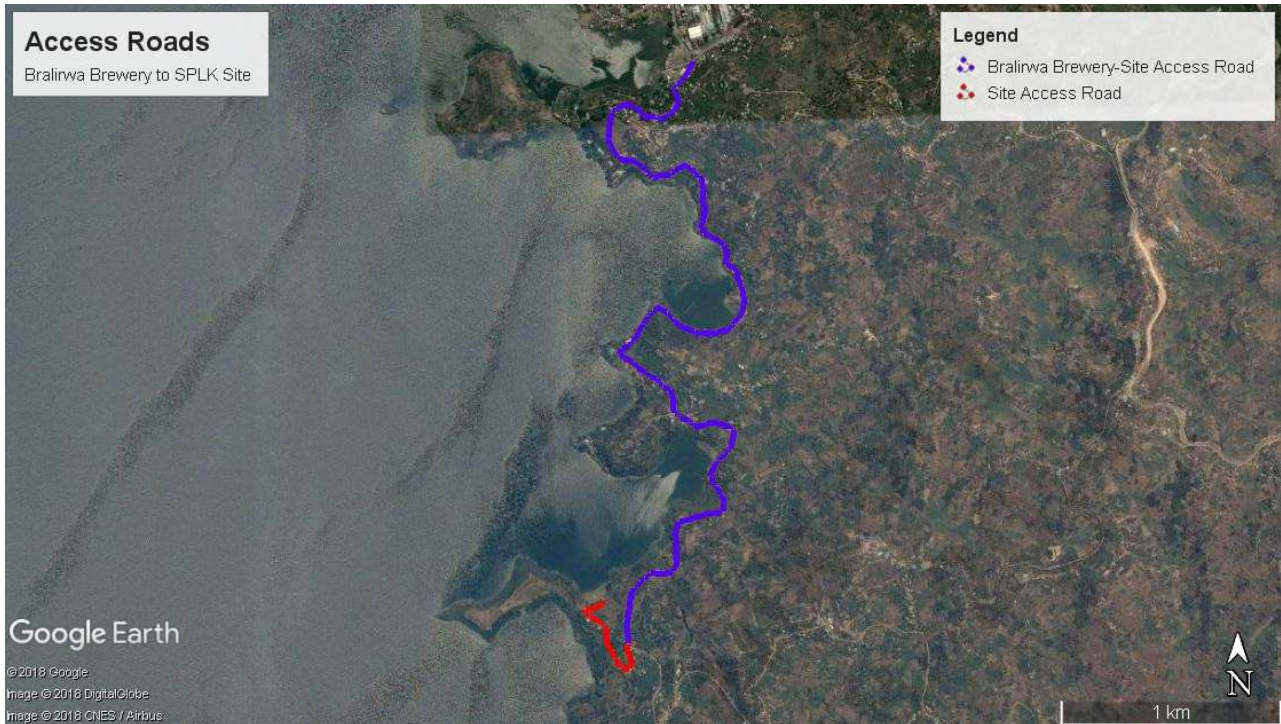 Access Roads
Bralirwa Brewery to SPLK Site
Legend
Bralirwa Brewery-Site Access Road
Site Access Road
Google Earth
© 2018 Google
Image © 2018 DigitalGlobe
Image © 2018 CNES / Airbus
N
1 km